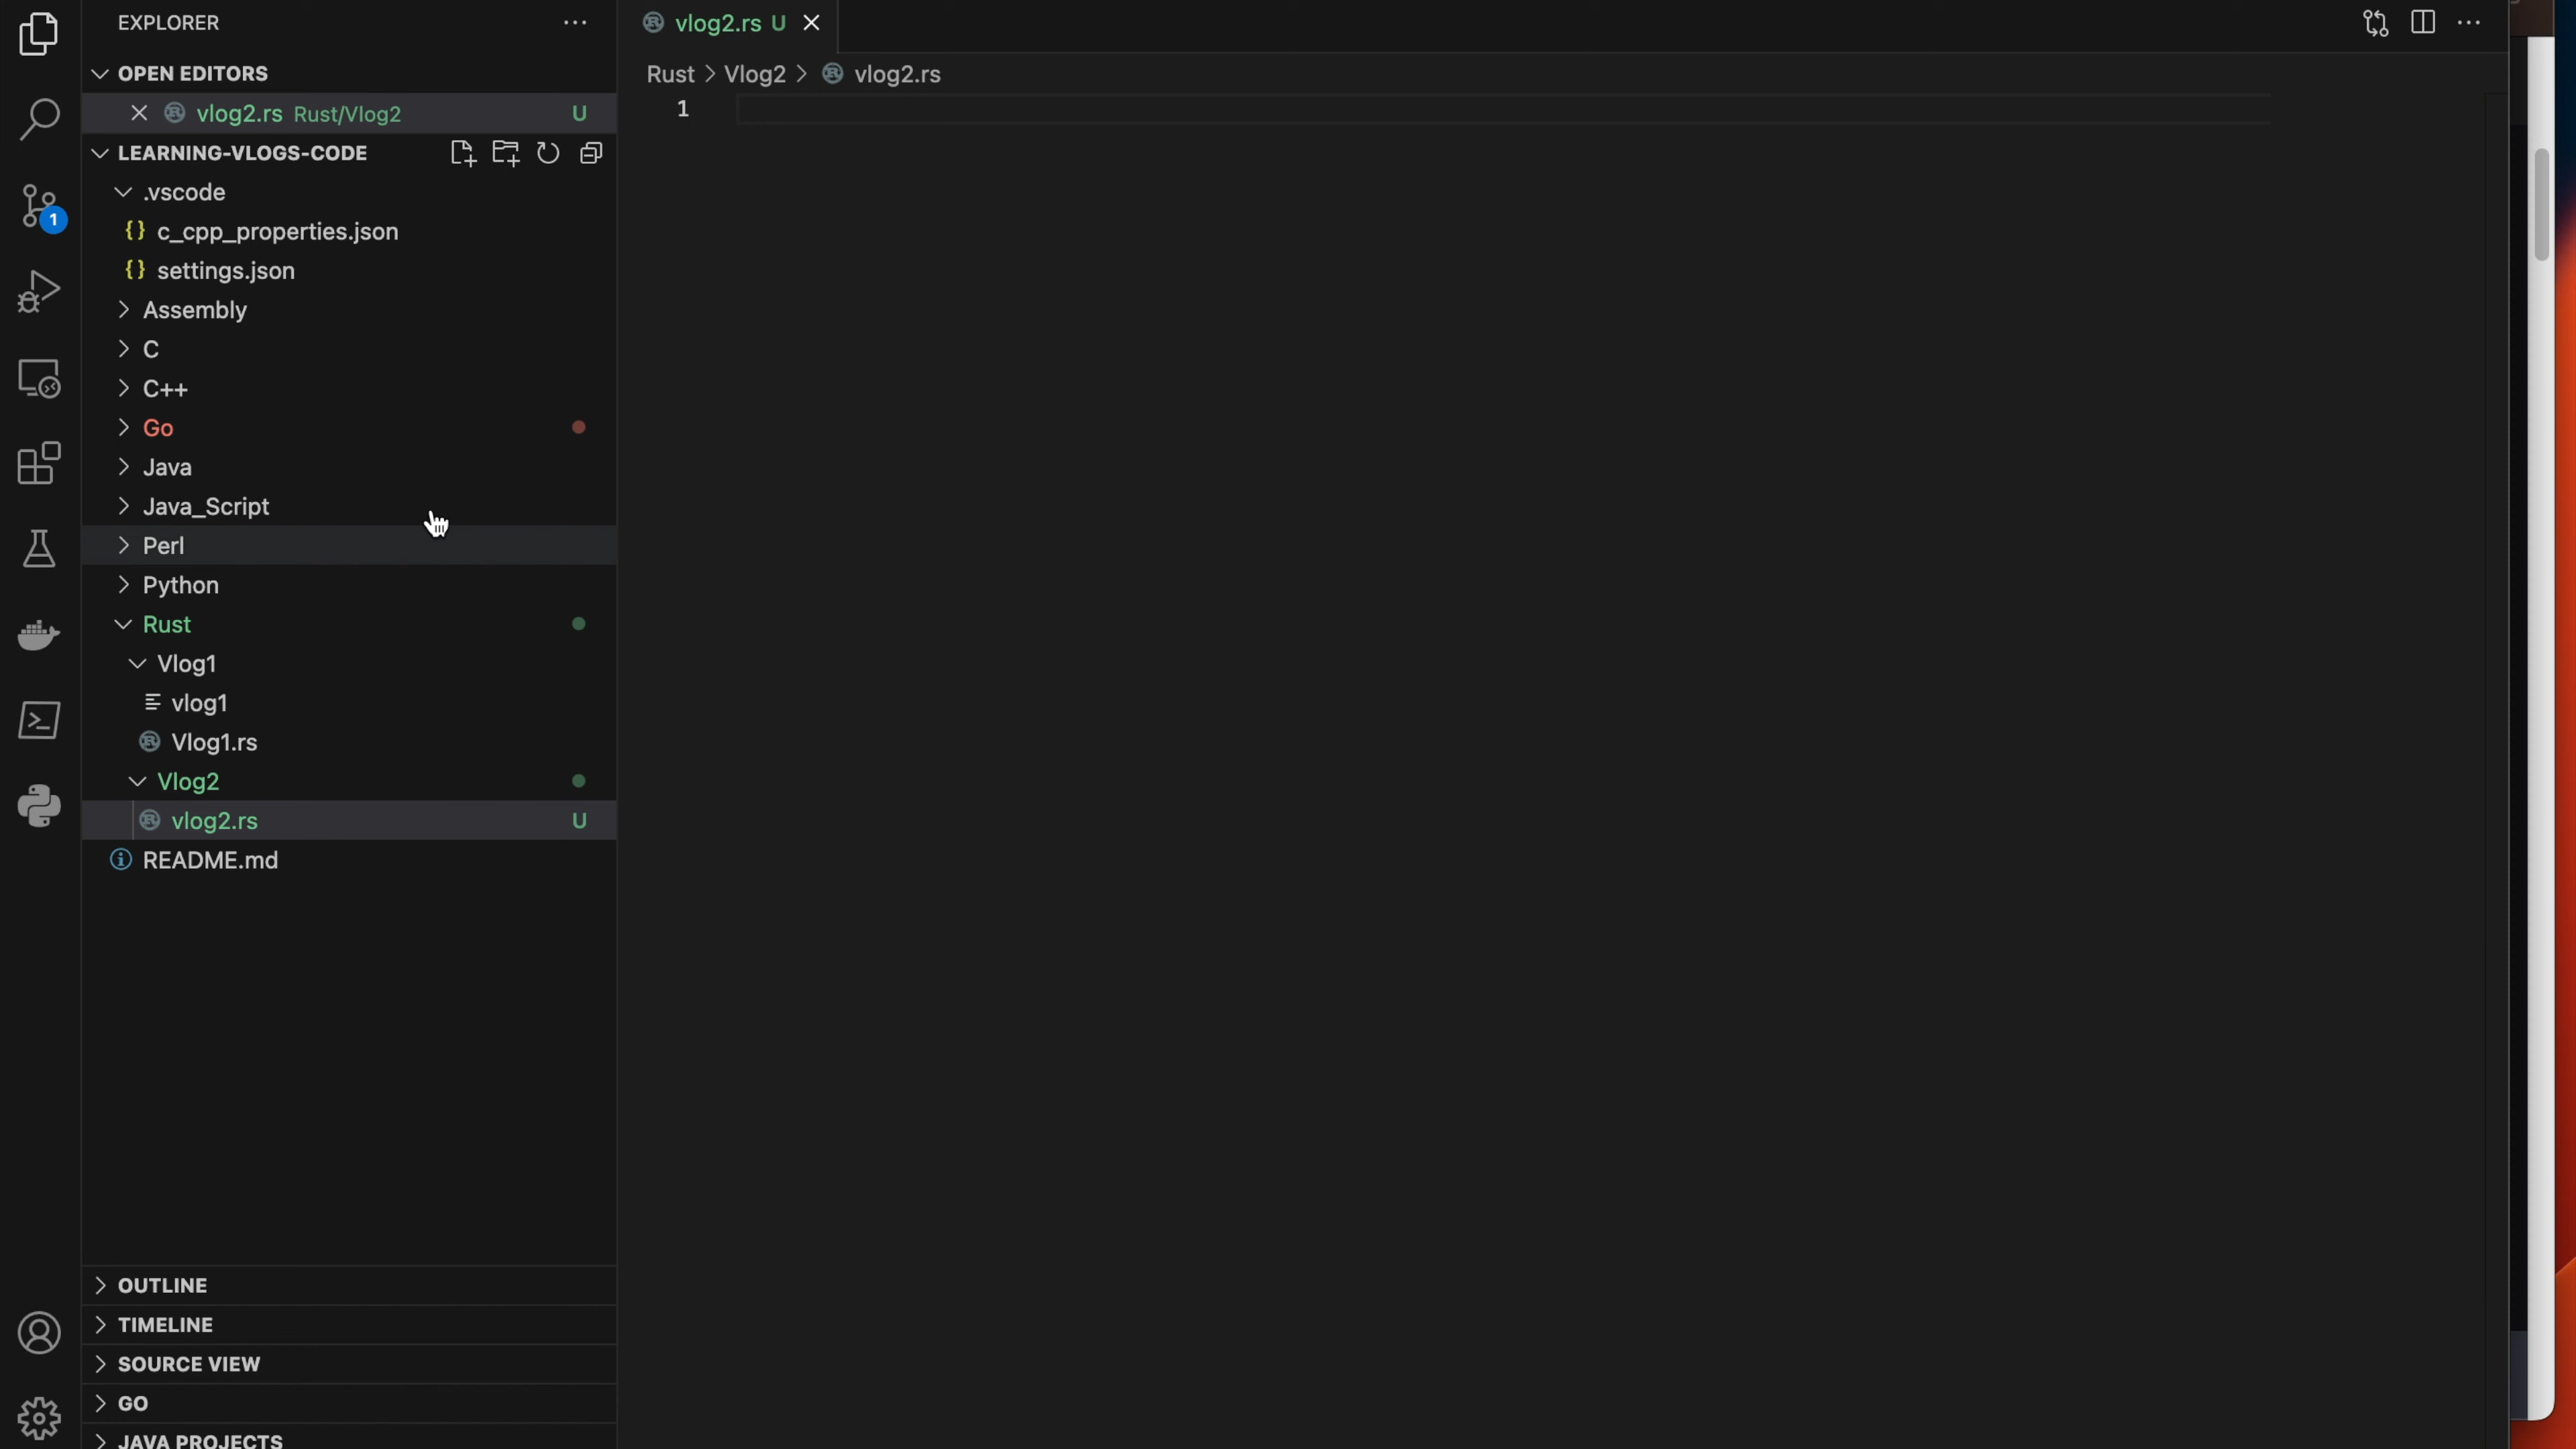 EXPLORER
OPEN EDITORS
vlog2.rs Rust/Vlog2 U
LEARNING-VLOGS-CODE
.vscode
{} c_cpp_properties.json
{} settings.json
Assembly
C
C++
Go
Java
Java_Script
Perl
Python
Rust
Vlog1
vlog1
Vlog1.rs
Vlog2
vlog2.rs U
README.md
OUTLINE
TIMELINE
SOURCE VIEW
GO
JAVA PROJECTS
1
vlog2.rs U
Rust > Vlog2 > vlog2.rs
1